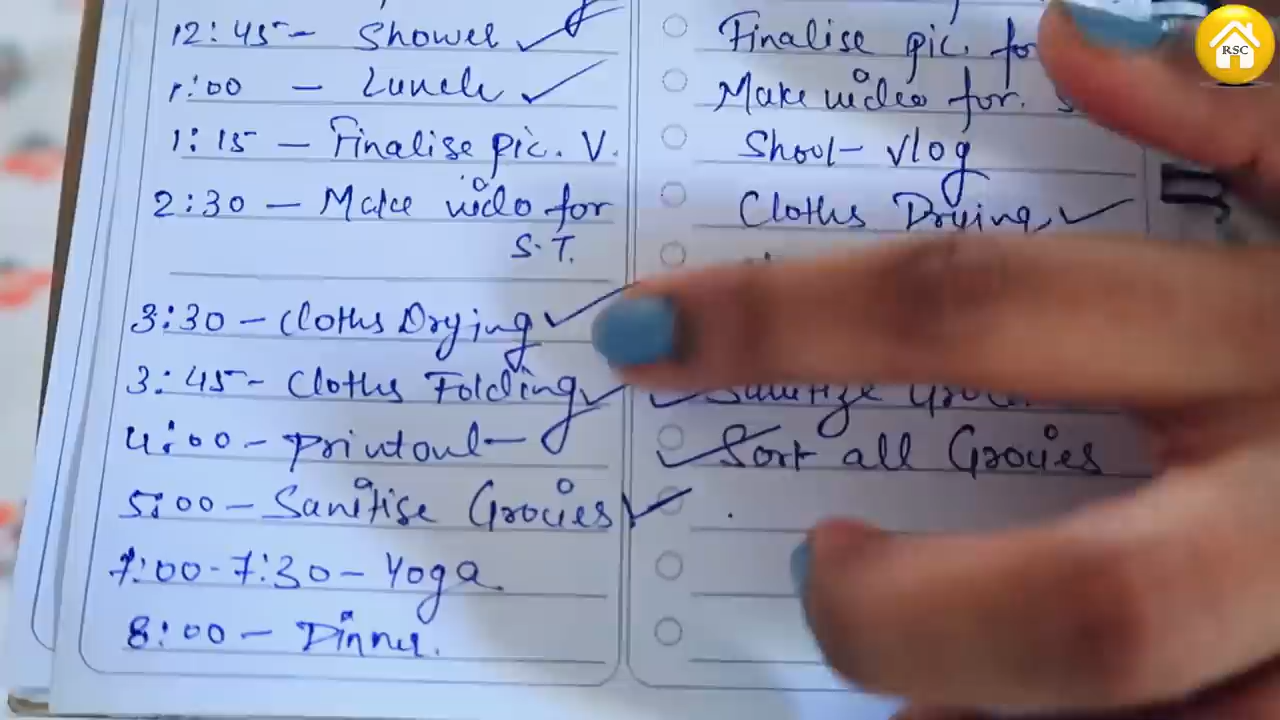 12:45- Shower
1:00 - Lunch
1:15 - Finalise pic. V.
2:30 - Make video for
S.T.
3:30 - Cloths Drying
3:45 - Cloths Folding
4:00 - printout
5:00 - Sanitise Grocies
7:00-7:30 - Yoga
8:00 - Dinner.
Finalise pic. for
Make video for.
Shoot vlog
Cloths Drying
Sanitize
Sort all Grocies
RSC